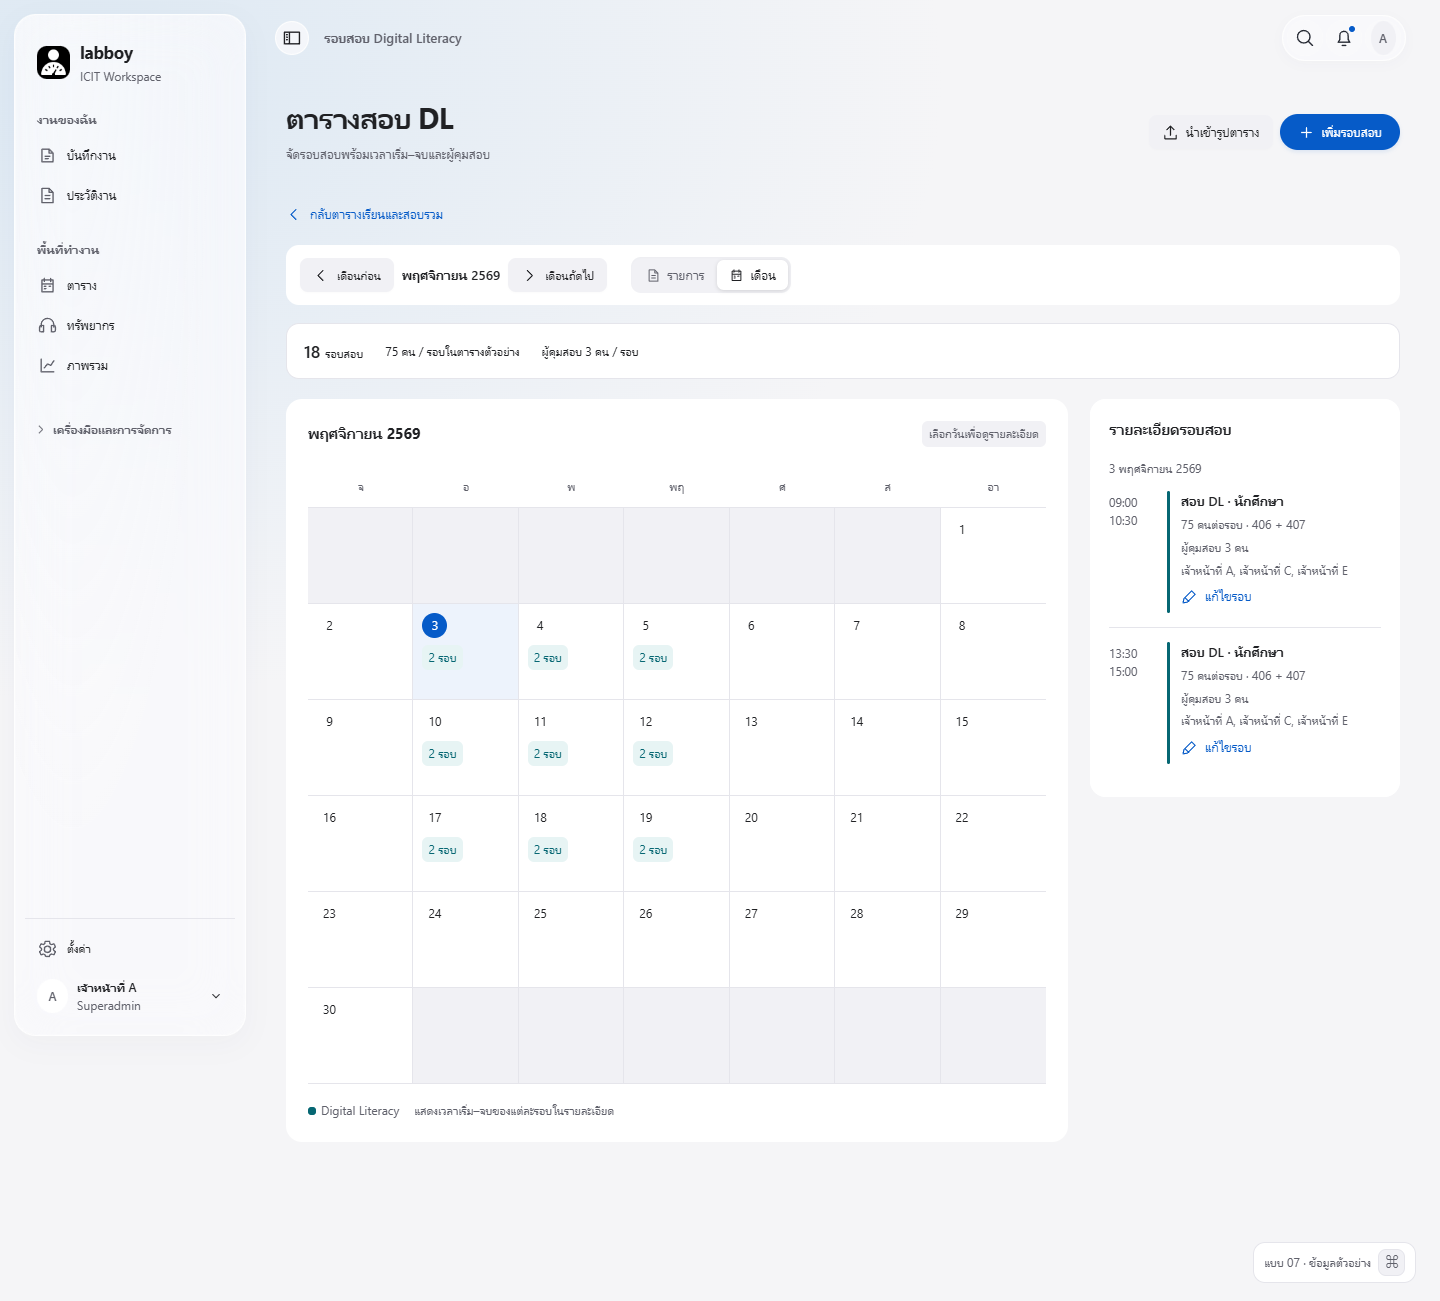 labboy
ICIT Workspace
งานของฉัน
บันทึกงาน
ประวัติงาน
พื้นที่ทำงาน
ตาราง
ทรัพยากร
ภาพรวม
เครื่องมือและการจัดการ
ตั้งค่า
A
เจ้าหน้าที่ A
Superadmin
รอบสอบ Digital Literacy
A
ตารางสอบ DL
จัดรอบสอบพร้อมเวลาเริ่ม–จบและผู้คุมสอบ
นำเข้ารูปตาราง
เพิ่มรอบสอบ
กลับตารางเรียนและสอบรวม
เดือนก่อน พฤศจิกายน 2569 เดือนถัดไป รายการ เดือน
18 รอบสอบ 75 คน / รอบในตารางตัวอย่าง ผู้คุมสอบ 3 คน / รอบ
พฤศจิกายน 2569
เลือกวันเพื่อดูรายละเอียด
จ อ พ พฤ ศ ส อา
1
2 3 4 5 6 7 8
2 รอบ 2 รอบ 2 รอบ
9 10 11 12 13 14 15
2 รอบ 2 รอบ 2 รอบ
16 17 18 19 20 21 22
2 รอบ 2 รอบ 2 รอบ
23 24 25 26 27 28 29
30
Digital Literacy แสดงเวลาเริ่ม–จบของแต่ละรอบในรายละเอียด
รายละเอียดรอบสอบ
3 พฤศจิกายน 2569
09:00
10:30
สอบ DL · นักศึกษา
75 คนต่อรอบ · 406 + 407
ผู้คุมสอบ 3 คน
เจ้าหน้าที่ A, เจ้าหน้าที่ C, เจ้าหน้าที่ E
แก้ไขรอบ
13:30
15:00
สอบ DL · นักศึกษา
75 คนต่อรอบ · 406 + 407
ผู้คุมสอบ 3 คน
เจ้าหน้าที่ A, เจ้าหน้าที่ C, เจ้าหน้าที่ E
แก้ไขรอบ
แบบ 07 · ข้อมูลตัวอย่าง ⌘